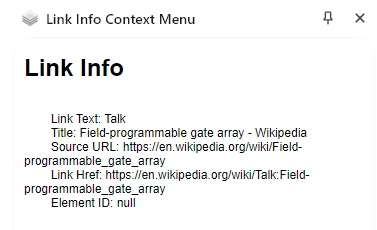 Link Info Context Menu
Link Info
Link Text: Talk
Title: Field-programmable gate array - Wikipedia
Source URL: https://en.wikipedia.org/wiki/Field-
programmable_gate_array
Link Href: https://en.wikipedia.org/wiki/Talk:Field-
programmable_gate_array
Element ID: null